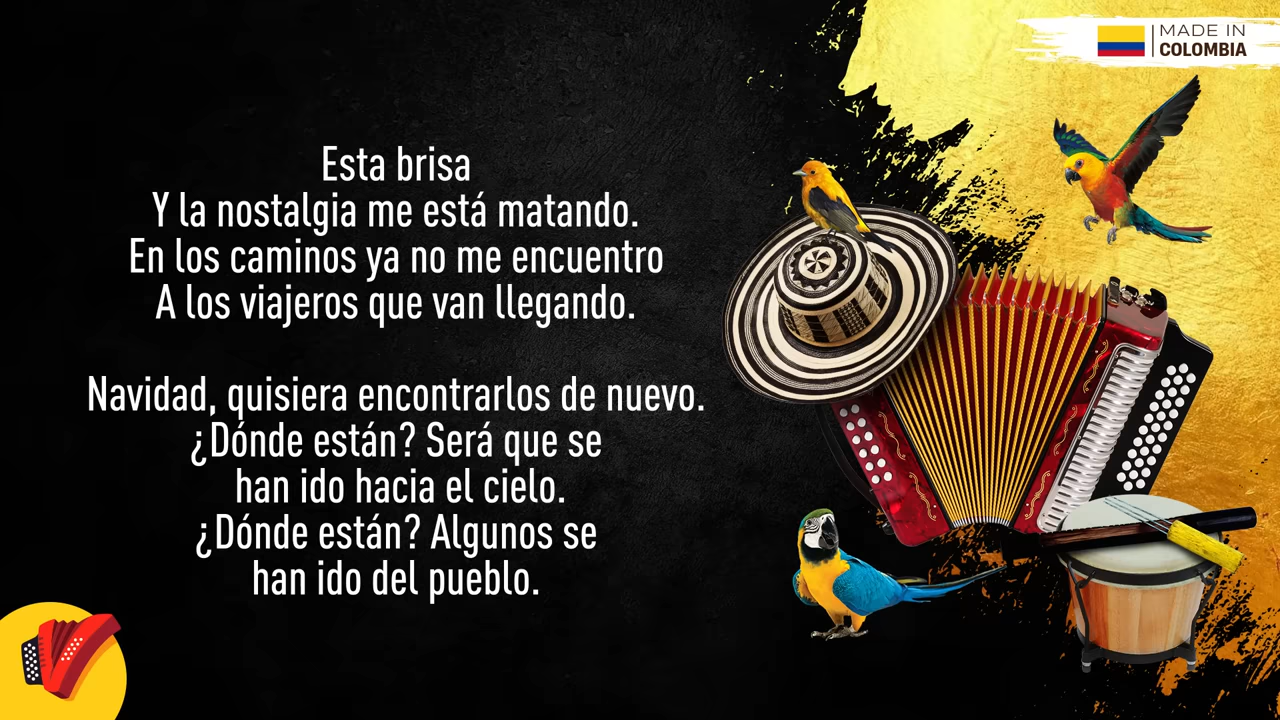 MADE IN
COLOMBIA
Esta brisa
Y la nostalgia me está matando.
En los caminos ya no me encuentro
A los viajeros que van llegando.
Navidad, quisiera encontrarlos de nuevo.
¿Dónde están? Será que se
han ido hacia el cielo.
¿Dónde están? Algunos se
han ido del pueblo.